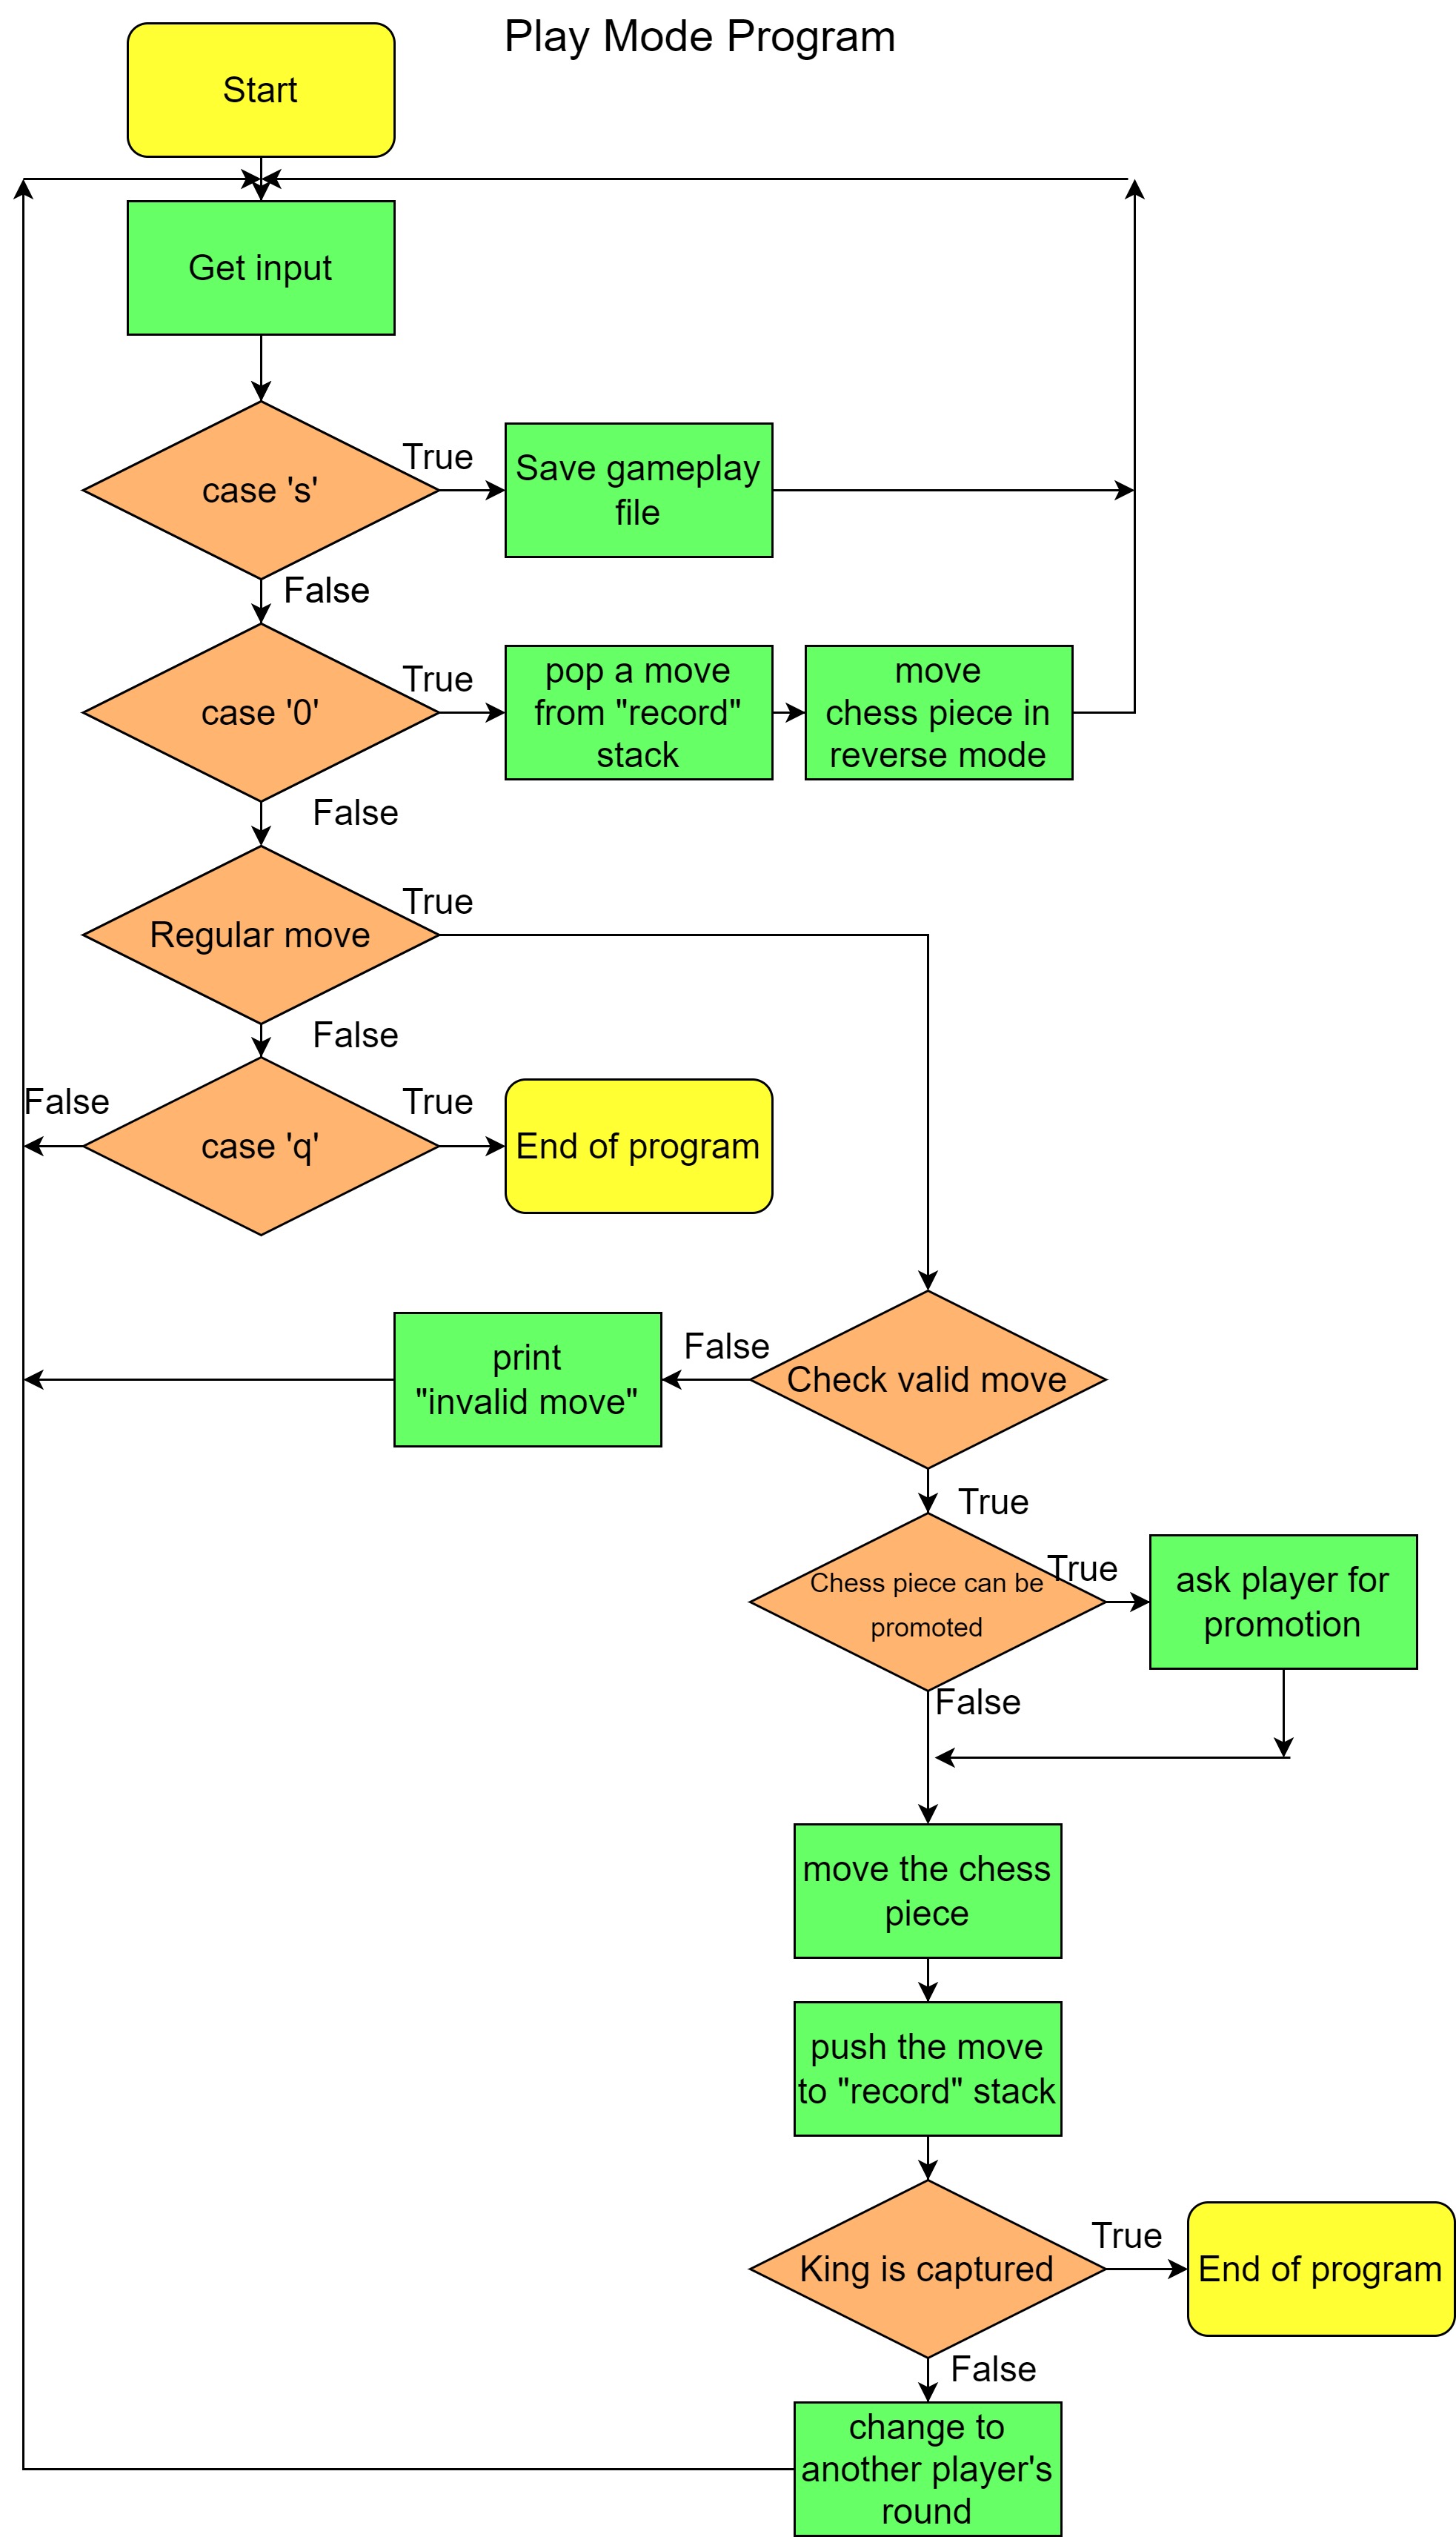 Play Mode Program
Start
Get input
case 's'
True
Save gameplay
file
False
case '0'
True
pop a move
from "record"
stack
move
chess piece in
reverse mode
False
Regular move
True
False
False
case 'q'
True
End of program
print
"invalid move"
False
Check valid move
True
Chess piece can be
promoted
True
ask player for
promotion
False
move the chess
piece
push the move
to "record" stack
King is captured
True
End of program
False
change to
another player's
round